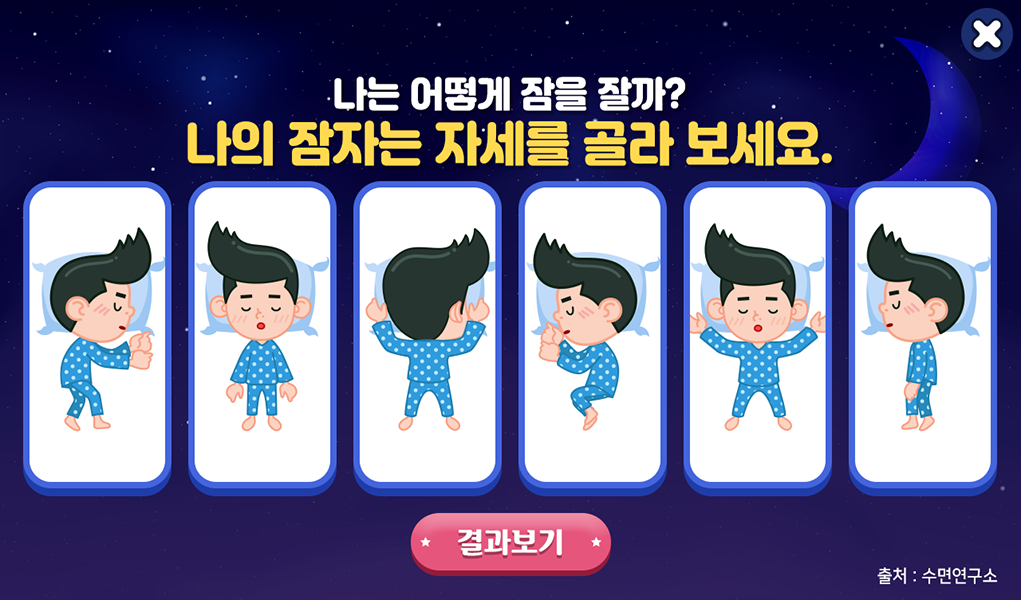 나는 어떻게 잠을 잘까?
나의 잠자는 자세를 골라 보세요.
결과보기
출처 : 수면연구소